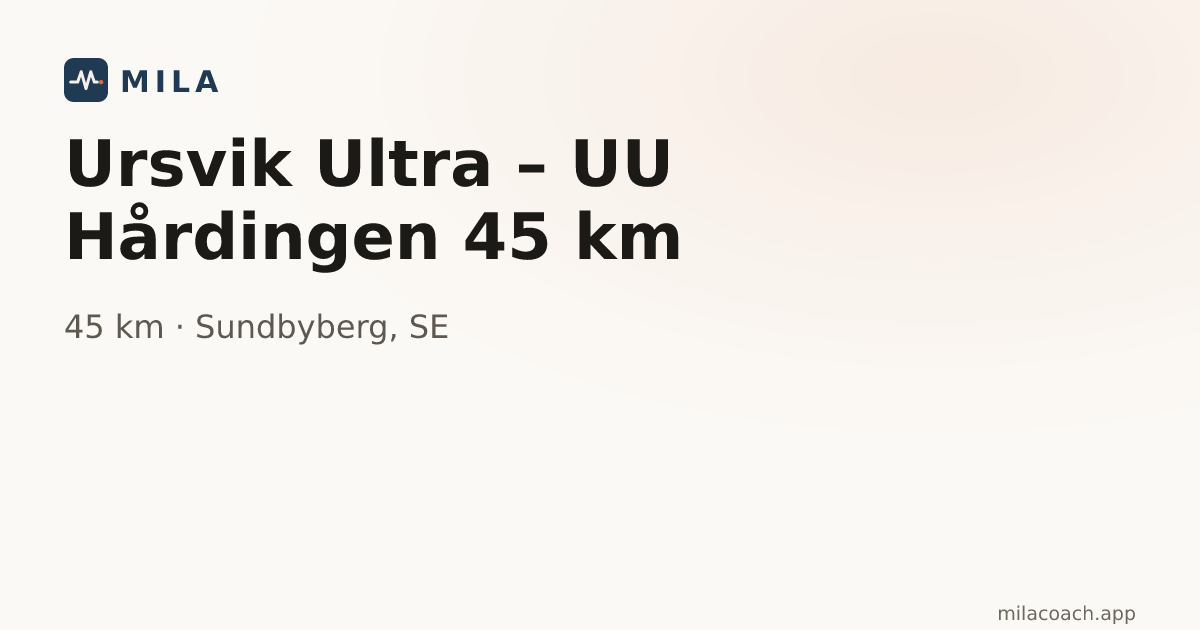 MILA
Ursvik Ultra – UU
Hårdingen 45 km
45 km · Sundbyberg, SE
milacoach.app